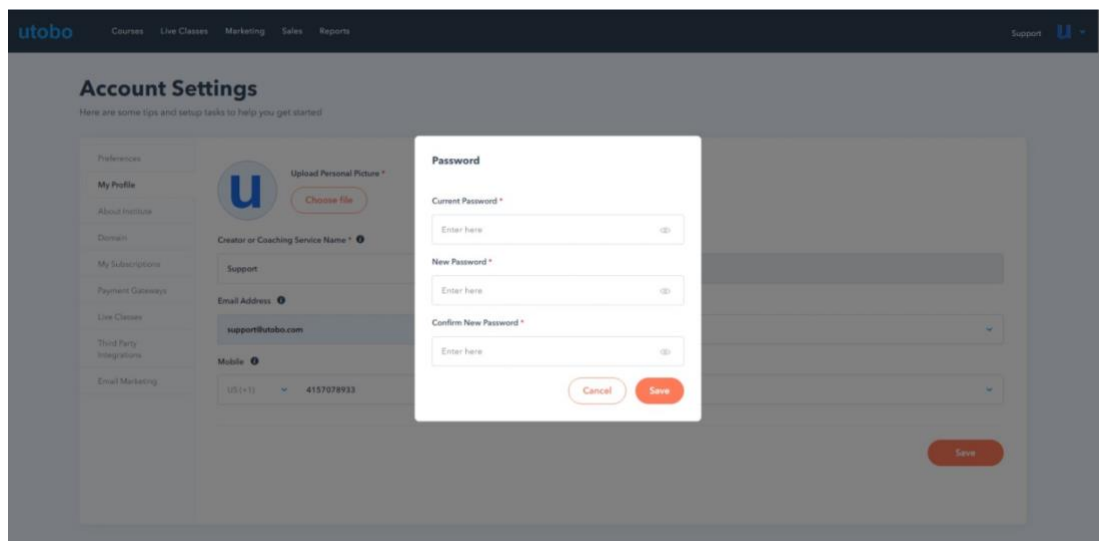 utobo
Courses Live Classes Marketing Sales Reports
Support
U
Account Settings
Here are some tips and setup tasks to help you get started
Preferences
My Profile
About Institute
Domain
My Subscriptions
Payment Gateways
Live Classes
Third Party
Integrations
Email Marketing
u
Upload Personal Picture *
Choose file
Creator or Coaching Service Name *
Support
Email Address
support@utobo.com
Mobile
US (+1) 4157078933
Save
Password
Current Password *
Enter here
New Password *
Enter here
Confirm New Password *
Enter here
Cancel Save